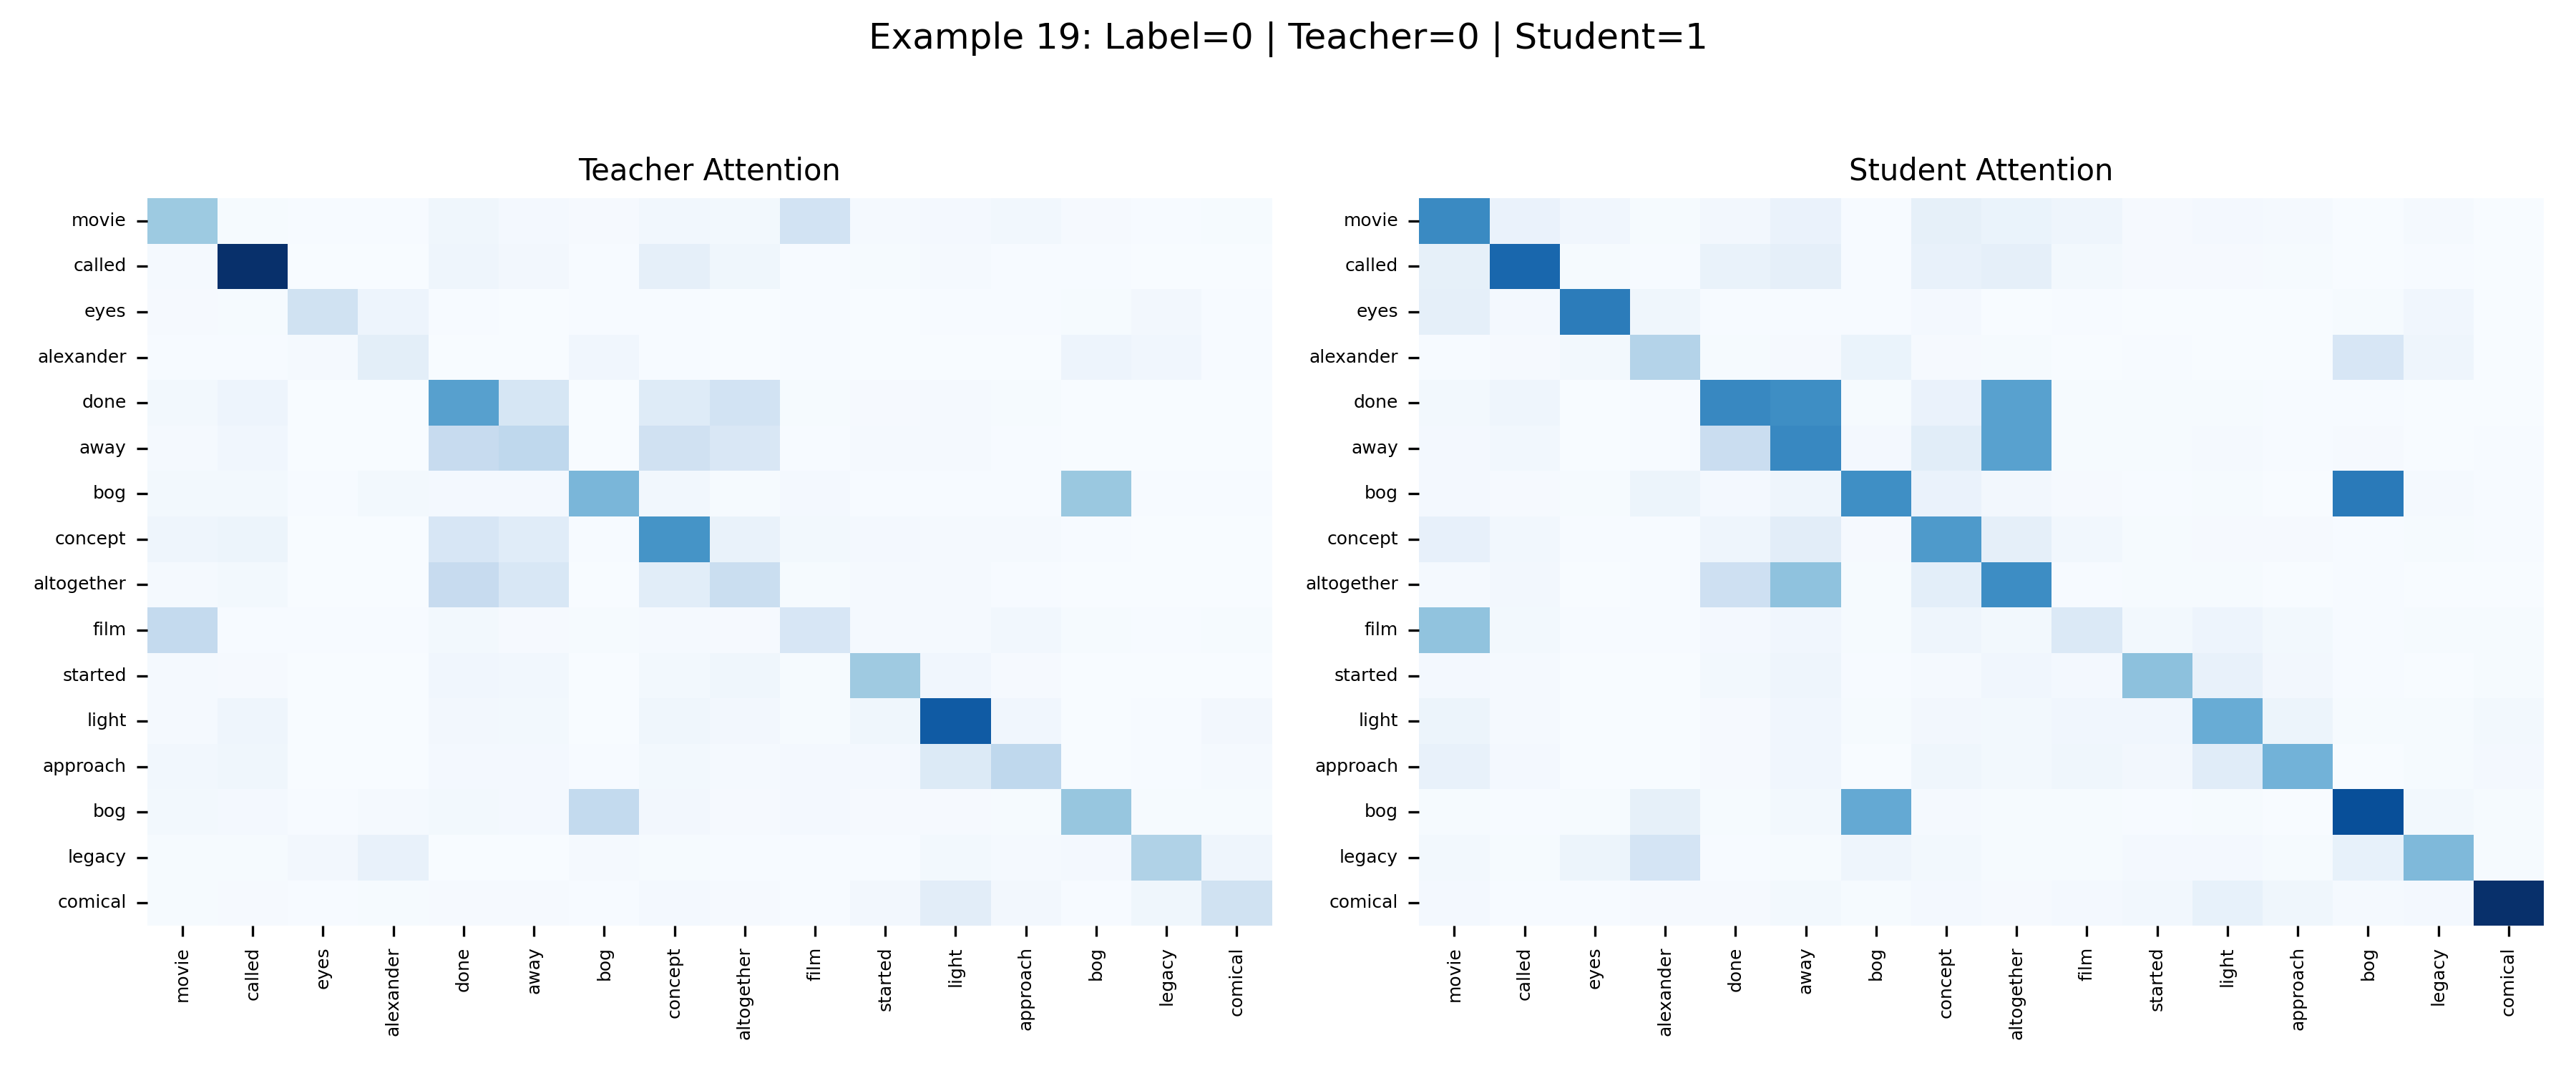 Example 19: Label=0 | Teacher=0 | Student=1
Teacher Attention
movie
called
eyes
alexander
done
away
bog
concept
altogether
film
started
light
approach
bog
legacy
comical
movie
called
eyes
alexander
done
away
bog
concept
altogether
film
started
light
approach
bog
legacy
comical
Student Attention
movie
called
eyes
alexander
done
away
bog
concept
altogether
film
started
light
approach
bog
legacy
comical
movie
called
eyes
alexander
done
away
bog
concept
altogether
film
started
light
approach
bog
legacy
comical